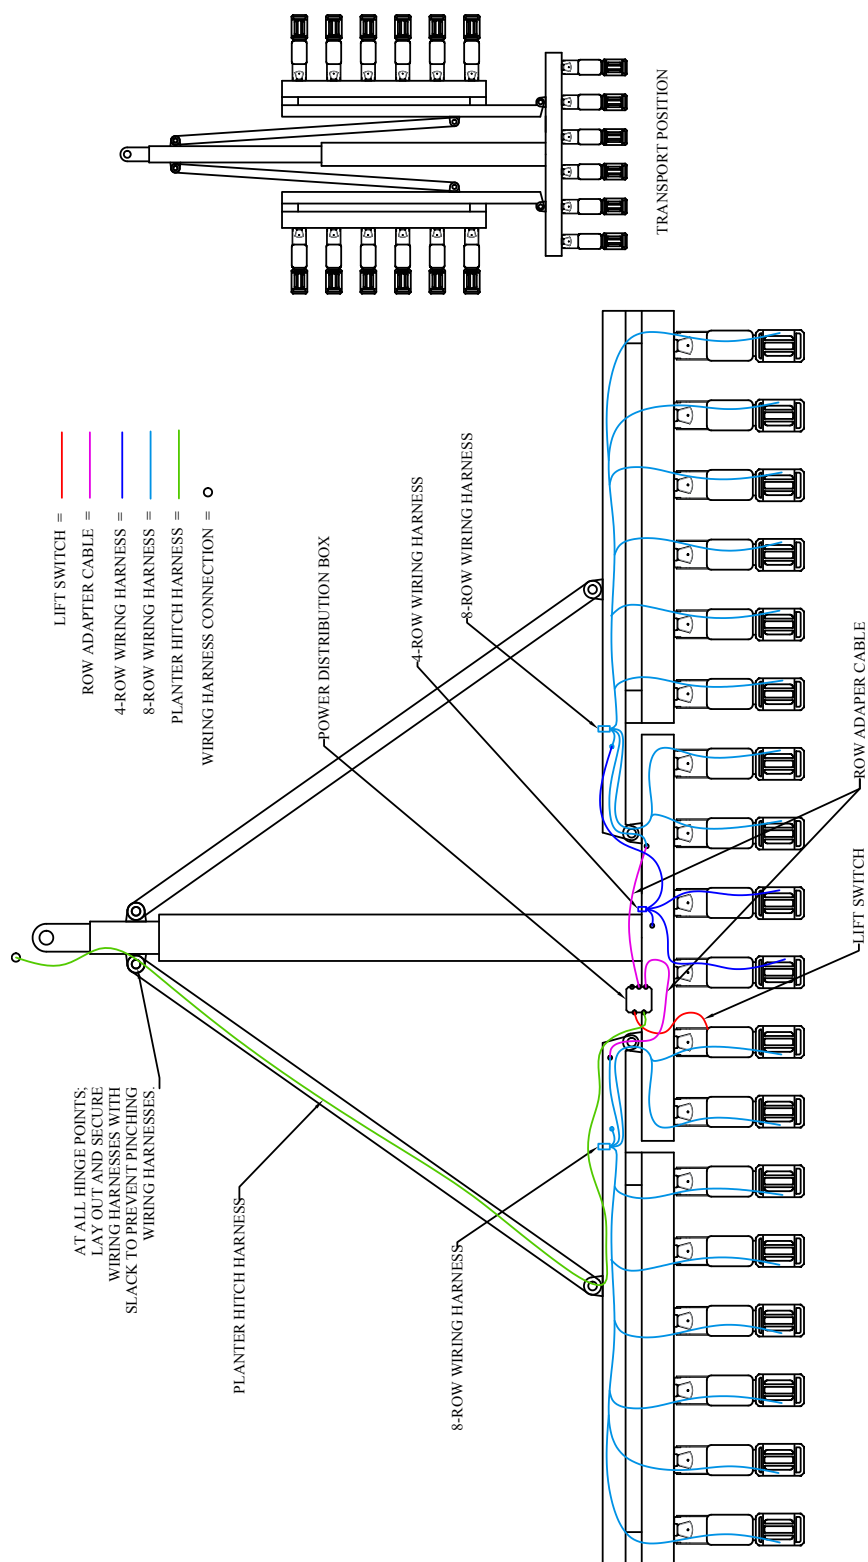 TRANSPORT POSITION
LIFT SWITCH =
ROW ADAPTER CABLE =
4-ROW WIRING HARNESS =
8-ROW WIRING HARNESS =
PLANTER HITCH HARNESS =
WIRING HARNESS CONNECTION =
POWER DISTRIBUTION BOX
4-ROW WIRING HARNESS
8-ROW WIRING HARNESS
AT ALL HINGE POINTS;
LAY OUT AND SECURE
WIRING HARNESSES WITH
SLACK TO PREVENT PINCHING
WIRING HARNESSES.
PLANTER HITCH HARNESS
8-ROW WIRING HARNESS
ROW ADAPER CABLE
LIFT SWITCH